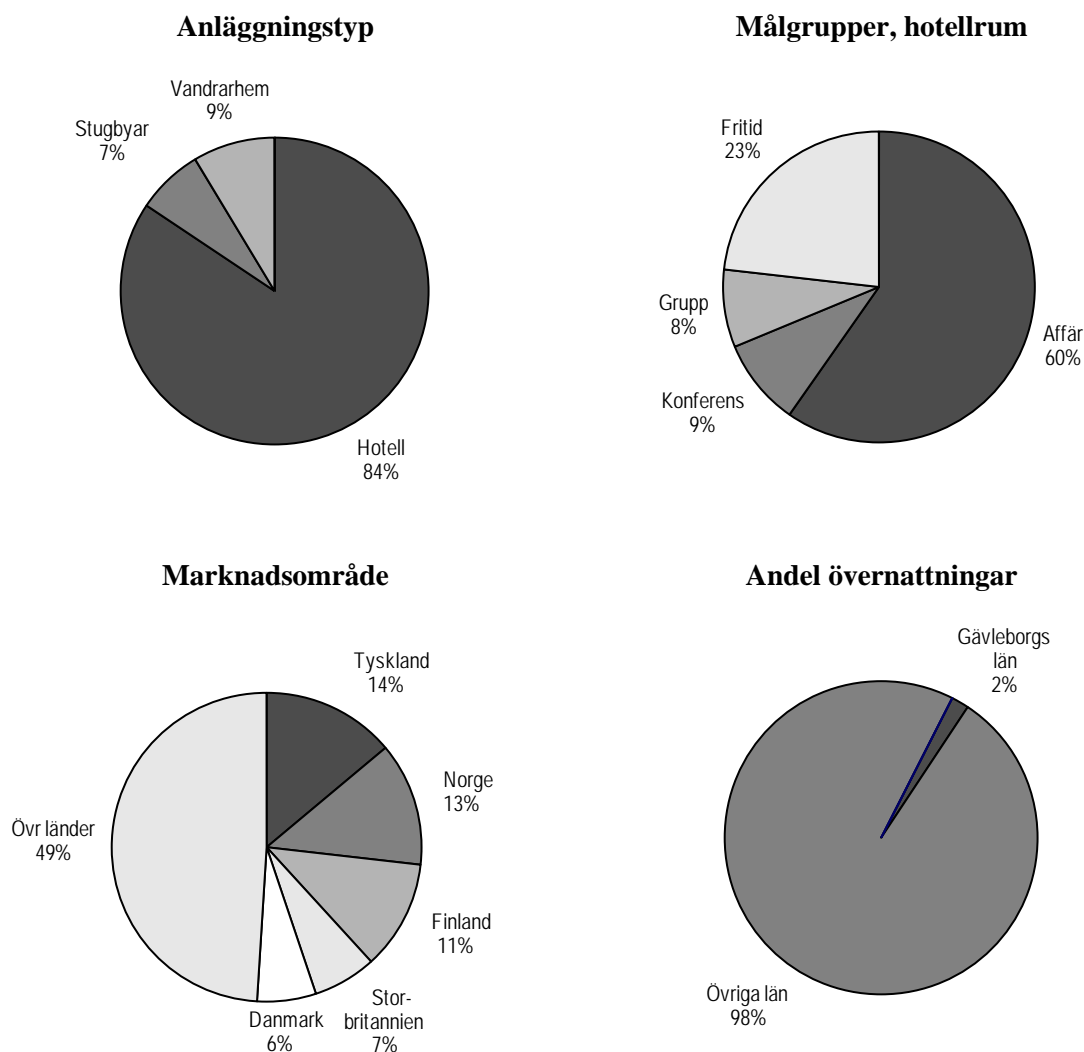 Anläggningstyp
Vandrarhem
9%
Stugbyar
7%
Hotell
84%
Målgrupper, hotellrum
Fritid
23%
Grupp
8%
Konferens
9%
Affär
60%
Marknadsområde
Tyskland
14%
Norge
13%
Övr länder
49%
Finland
11%
Stor-
britannien
7%
Danmark
6%
Andel övernattningar
Gävleborgs
län
2%
Övriga län
98%